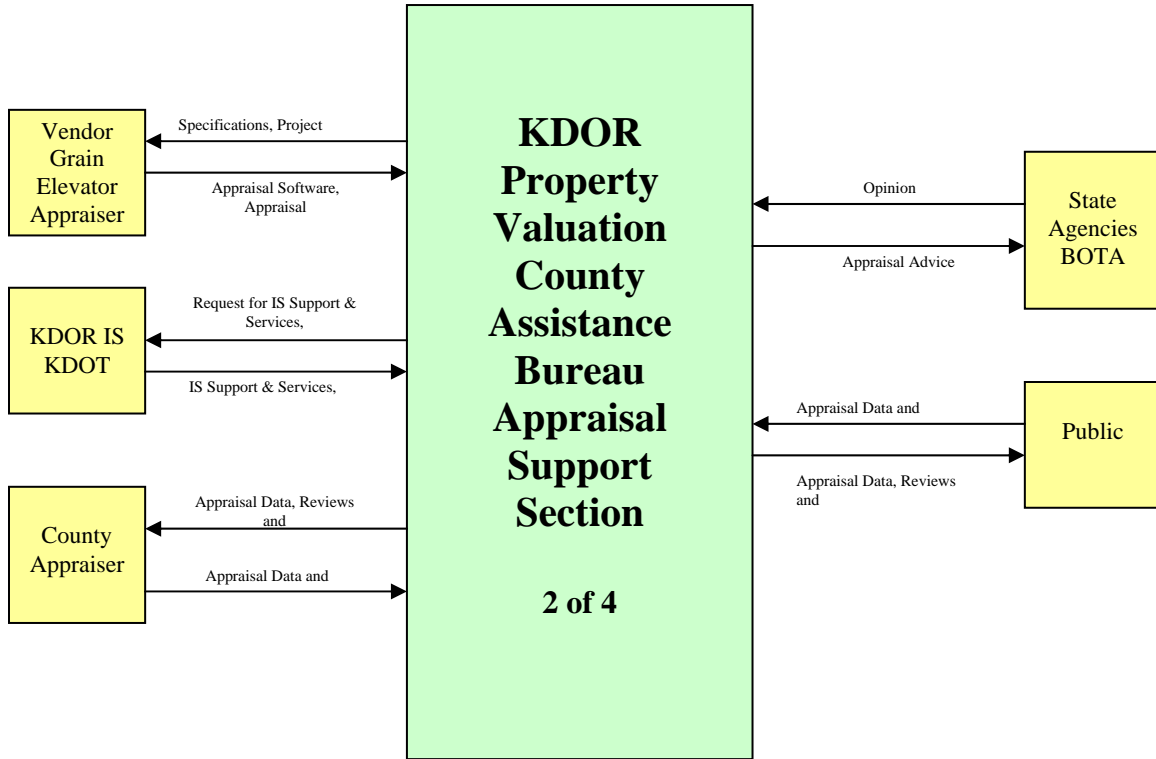 Vendor
Grain
Elevator
Appraiser
Specifications, Project
Appraisal Software,
Appraisal
KDOR IS
KDOT
Request for IS Support &
Services,
IS Support & Services,
County
Appraiser
Appraisal Data, Reviews
and
Appraisal Data and
KDOR
Property
Valuation
County
Assistance
Bureau
Appraisal
Support
Section
2 of 4
Opinion
Appraisal Advice
State
Agencies
BOTA
Appraisal Data and
Appraisal Data, Reviews
and
Public